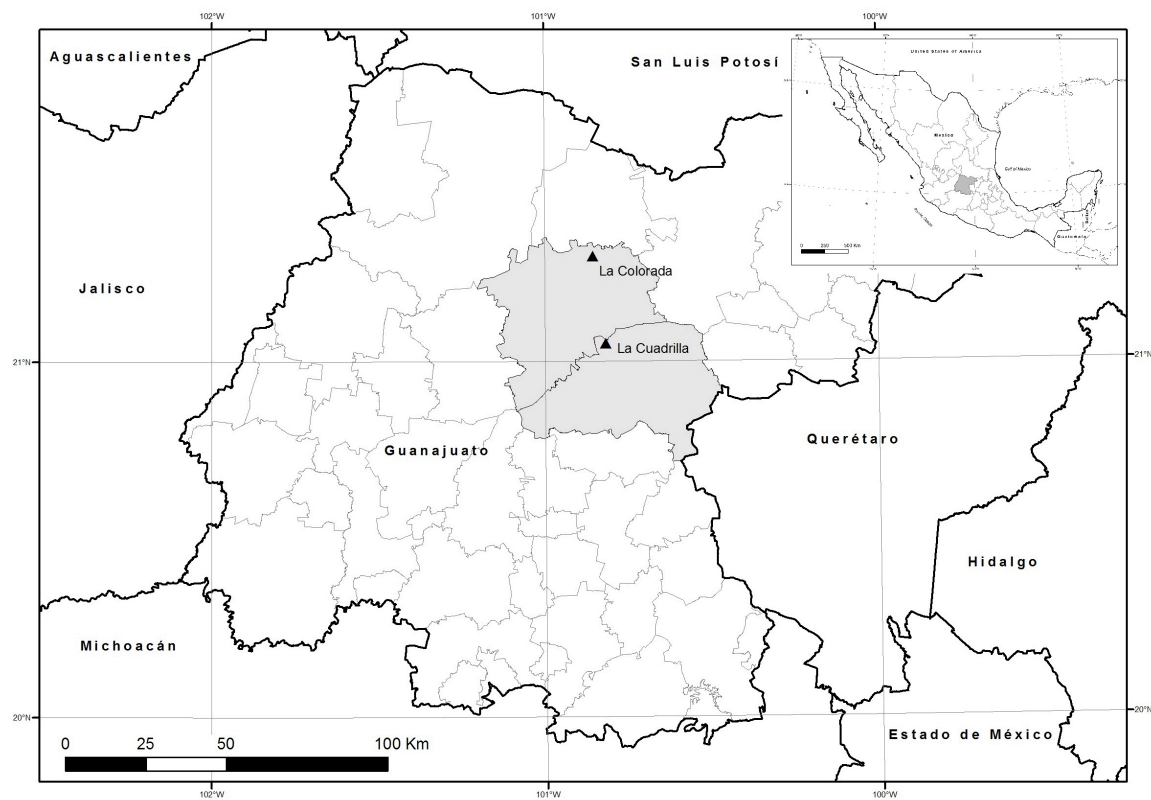 102°W 101°W 100°W
Aguascalientes
San Luis Potosí
United States of America
Mexico
Gulf of México
Guatemala
0 250 500 Km
La Colorada
Jalisco
La Cuadrilla
21°N
21°N
Querétaro
Guanajuato
Hidalgo
Michoacán
20°N
20°N
Estado de México
0 25 50 100 Km
102°W 101°W 100°W